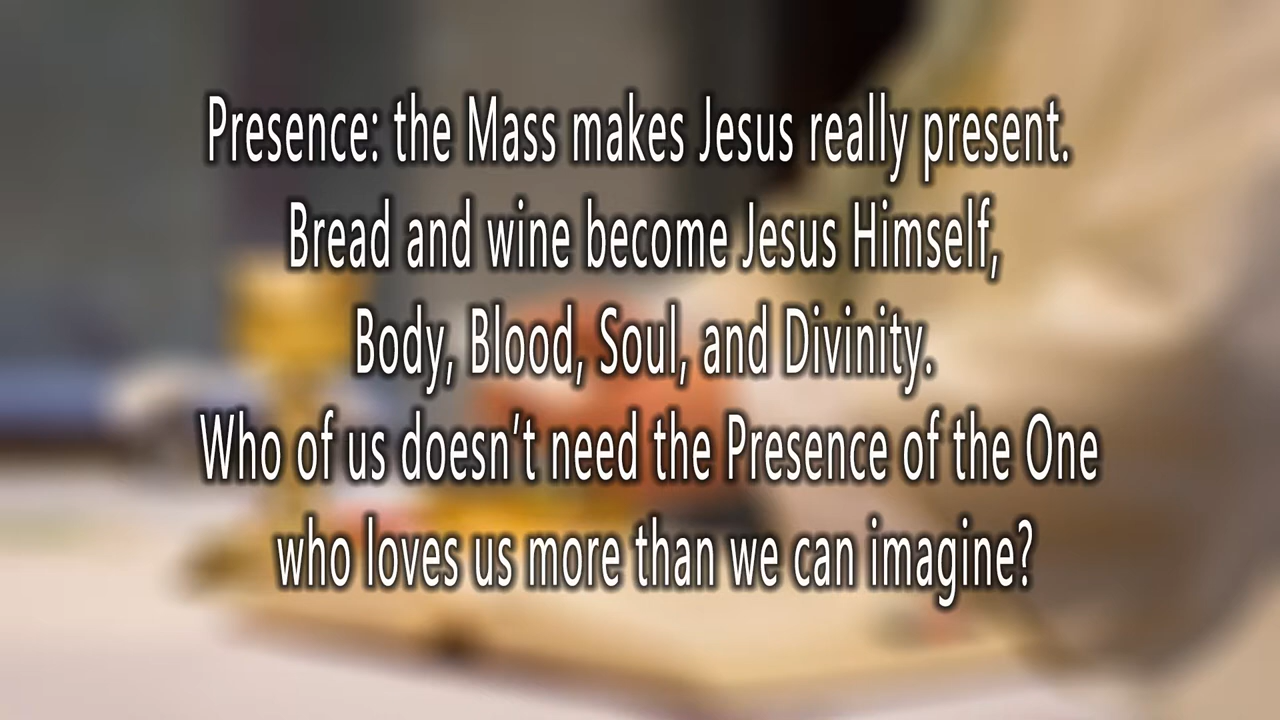 Presence: the Mass makes Jesus really present.
Bread and wine become Jesus Himself,
Body, Blood, Soul, and Divinity.
Who of us doesn’t need the Presence of the One
who loves us more than we can imagine?